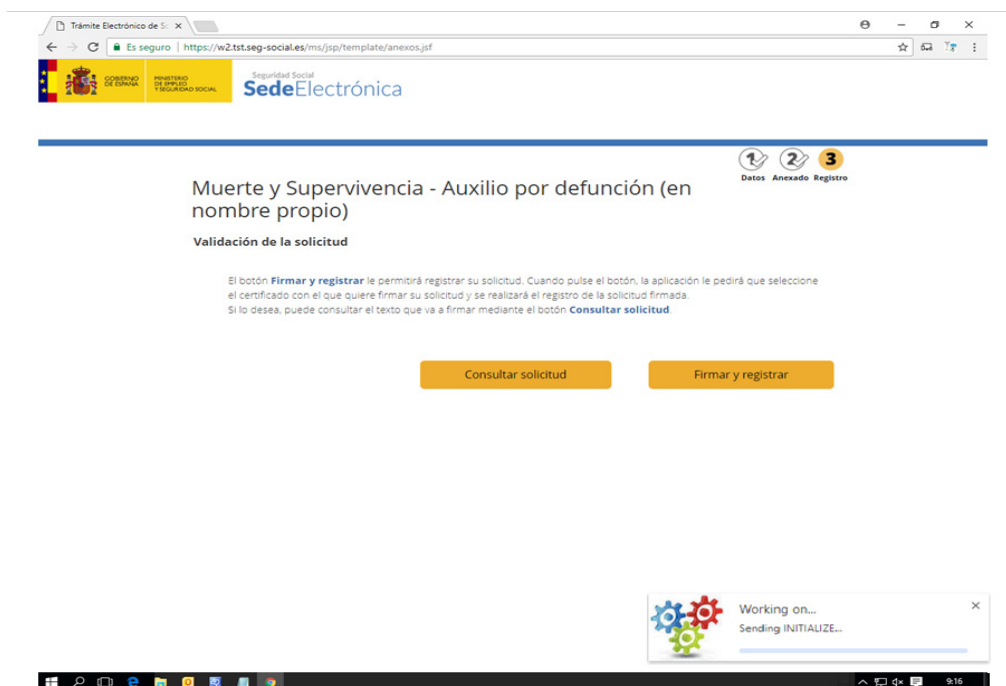 Trámite Electrónico de S
Es seguro | https://w2.tst.seg-social.es/ms/jsp/template/anexos.jsf
GOBIERNO
DE ESPAÑA
MINISTERIO
DE EMPLEO
Y SEGURIDAD SOCIAL
Seguridad Social
SedeElectrónica
1 2 3
Datos Anexado Registro
Muerte y Supervivencia - Auxilio por defunción (en
nombre propio)
Validación de la solicitud
El botón Firmar y registrar le permitirá registrar su solicitud. Cuando pulse el botón, la aplicación le pedirá que seleccione
el certificado con el que quiere firmar su solicitud y se realizará el registro de la solicitud firmada.
Si lo desea, puede consultar el texto que va a firmar mediante el botón Consultar solicitud.
Consultar solicitud
Firmar y registrar
Working on...
Sending INITIALIZE...
9:16